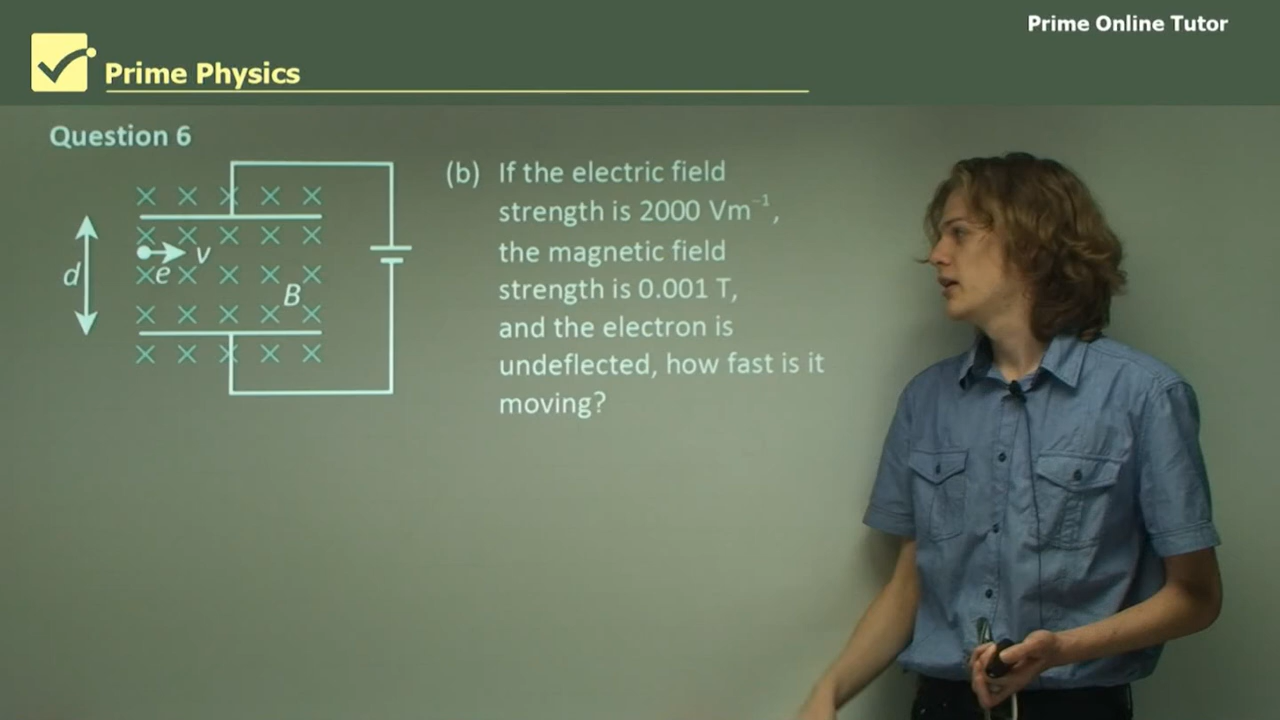 Prime Online Tutor
Prime Physics
Question 6
d
e
v
B
(b) If the electric field
strength is 2000 Vm⁻¹,
the magnetic field
strength is 0.001 T,
and the electron is
undeflected, how fast is it
moving?